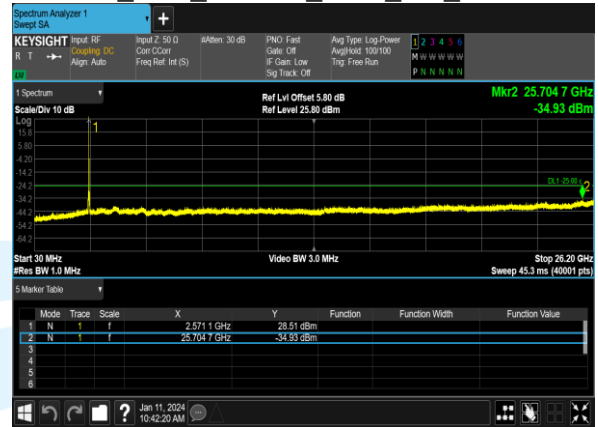 Spectrum Analyzer 1
Swept SA
+
KEYSIGHT Input: RF Input Z: 50 Ω #Atten: 30 dB PNO: Fast Avg Type: Log-Power 1 2 3 4 5 6
R T Coupling: DC Corr CCorr Gate: Off Avg|Hold: 100/100 M W W W W W
Align: Auto Freq Ref: Int (S) IF Gain: Low Trig: Free Run
Sig Track: Off P N N N N N
1 Spectrum Ref Lvl Offset 5.80 dB Mkr2 25.704 7 GHz
Scale/Div 10 dB Ref Level 25.80 dBm -34.93 dBm
Log
15.8 1
5.80
-4.20
-14.2
-24.2 DL1 -25.00 2
-34.2
-44.2
-54.2
-64.2
Start 30 MHz Video BW 3.0 MHz Stop 26.20 GHz
#Res BW 1.0 MHz Sweep 45.3 ms (40001 pts)
5 Marker Table
Mode Trace Scale X Y Function Function Width Function Value
1 N 1 f 2.571 1 GHz 28.51 dBm
2 N 1 f 25.704 7 GHz -34.93 dBm
3
4
5
6
? Jan 11, 2024
10:42:20 AM